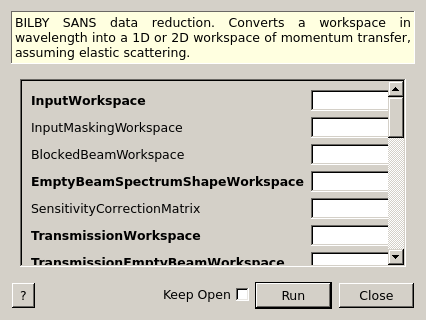 BILBY SANS data reduction. Converts a workspace in
wavelength into a 1D or 2D workspace of momentum transfer,
assuming elastic scattering.
InputWorkspace
InputMaskingWorkspace
BlockedBeamWorkspace
EmptyBeamSpectrumShapeWorkspace
SensitivityCorrectionMatrix
TransmissionWorkspace
TransmissionEmptyBeamWorkspace
? Keep Open Run Close